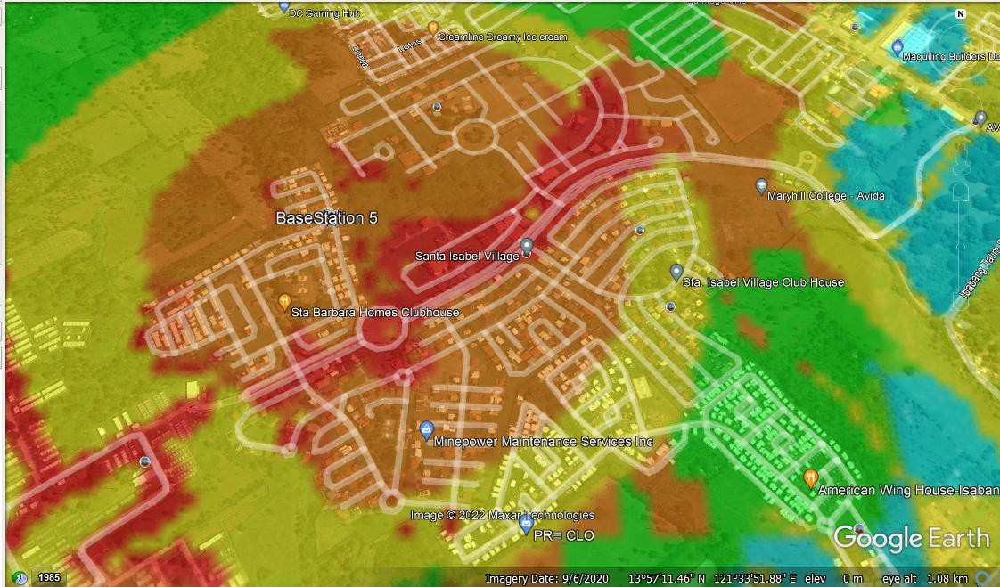 DC Gaming Hub
Creamline Creamy Ice cream
N
Maquiling Builders De
AV
Maryhill College - Avida
BaseStation 5
Santa Isabel Village
Sta. Isabel Village Club House
Sta Barbara Homes Clubhouse
Minepower Maintenance Services Inc
American Wing House-Isaban
Image © 2022 Maxar Technologies
PR= CLO
Google Earth
1985
Imagery Date: 9/6/2020 13°57'11.46" N 121°33'51.88" E elev 0 m eye alt 1.08 km